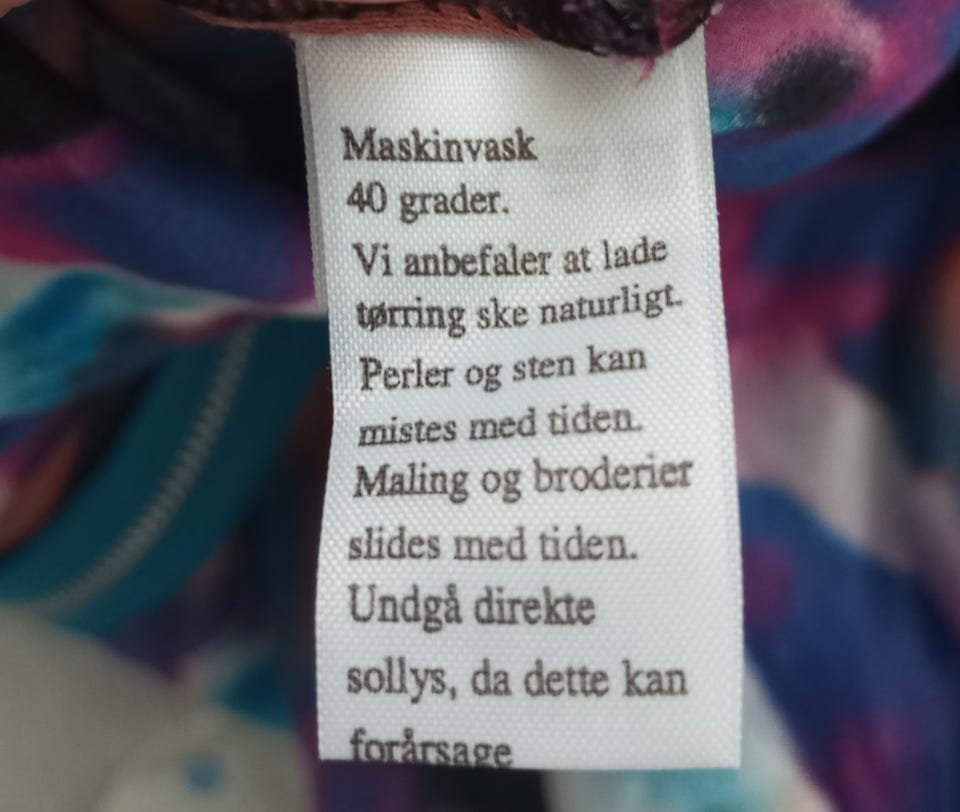 Maskinvask
40 grader.
Vi anbefaler at lade
tørring ske naturligt.
Perler og sten kan
mistes med tiden.
Maling og broderier
slides med tiden.
Undgå direkte
sollys, da dette kan
forårsage